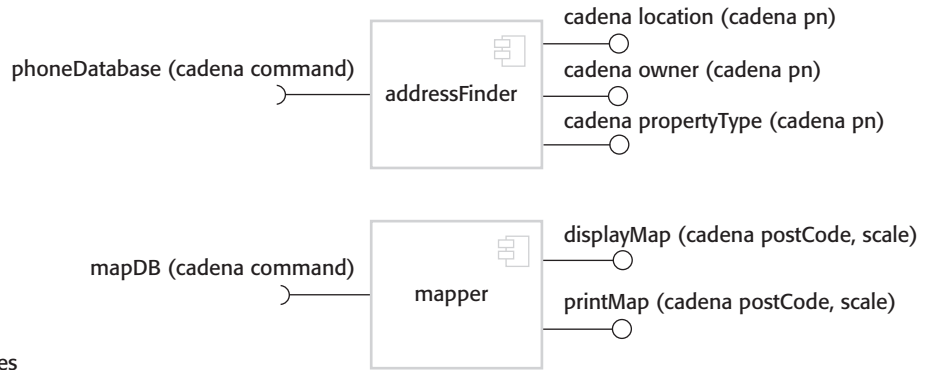 cadena location (cadena pn)
phoneDatabase (cadena command)
cadena owner (cadena pn)
addressFinder
cadena propertyType (cadena pn)
displayMap (cadena postCode, scale)
mapDB (cadena command)
mapper
printMap (cadena postCode, scale)
es